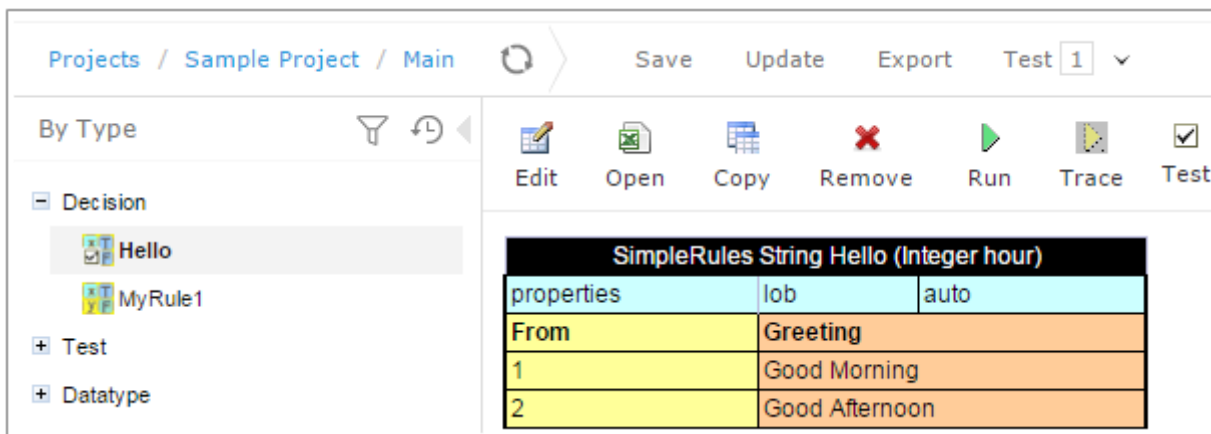 Projects / Sample Project / Main Save Update Export Test 1
By Type
Edit Open Copy Remove Run Trace Test
Decision
Hello
MyRule1
Test
Datatype
SimpleRules String Hello (Integer hour)
properties lob auto
From Greeting
1 Good Morning
2 Good Afternoon